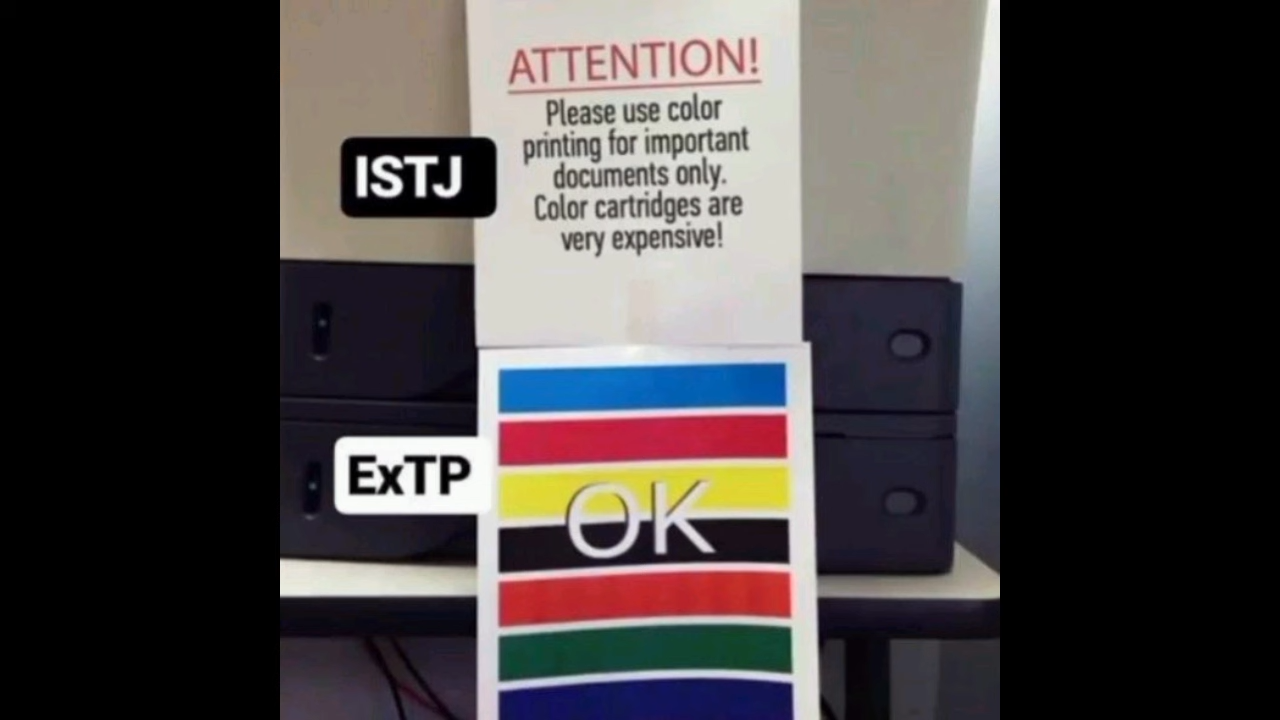 ATTENTION!
Please use color
printing for important
documents only.
Color cartridges are
very expensive!
ISTJ
ExTP
OK